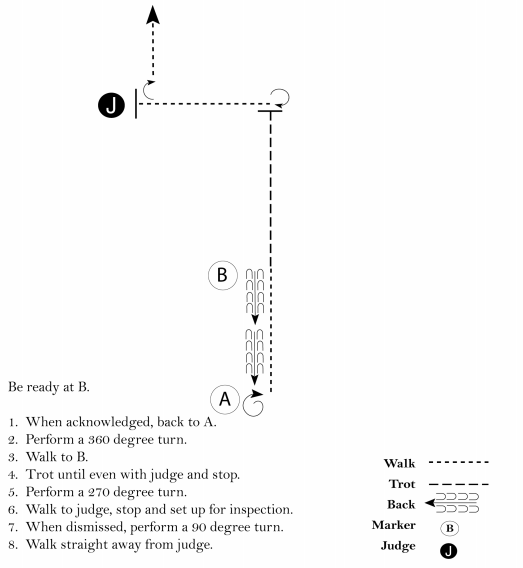 J
B
A
Be ready at B.
1. When acknowledged, back to A.
2. Perform a 360 degree turn.
3. Walk to B.
4. Trot until even with judge and stop.
5. Perform a 270 degree turn.
6. Walk to judge, stop and set up for inspection.
7. When dismissed, perform a 90 degree turn.
8. Walk straight away from judge.
Walk
Trot
Back
Marker B
Judge J